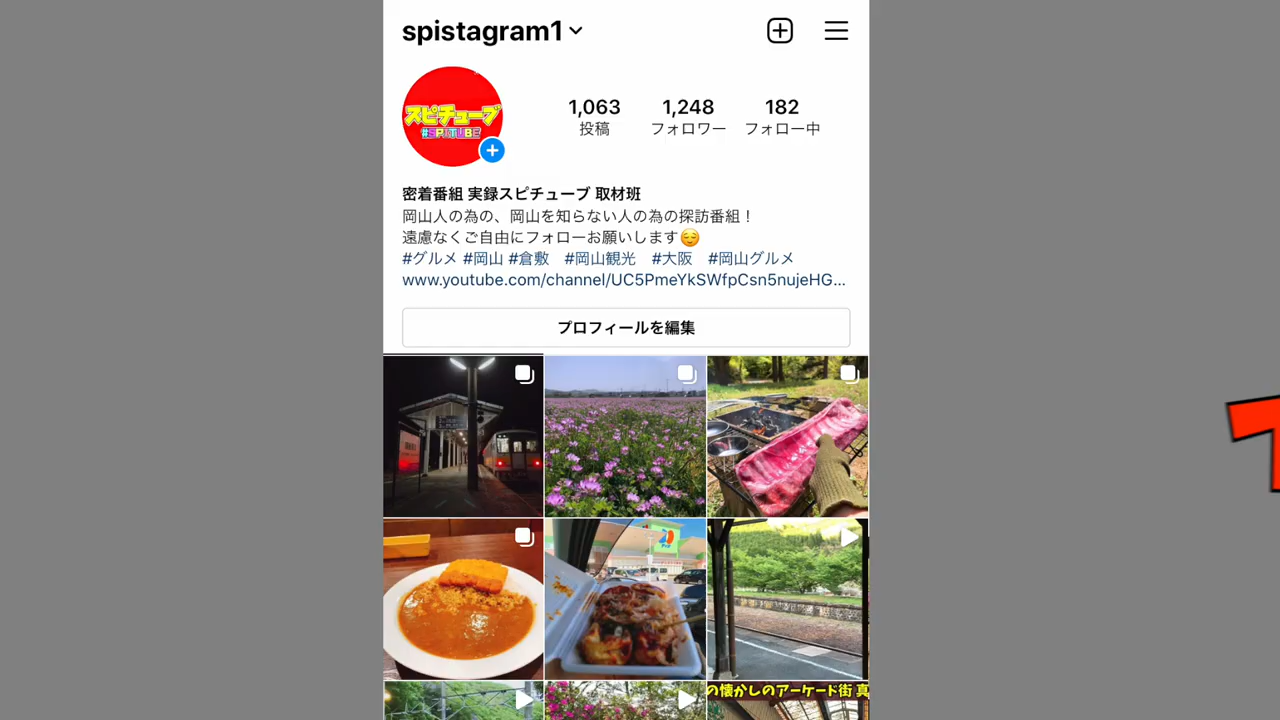 spistagram1
スピチューブ
#SPITUBE
1,063
1,248
182
投稿
フォロワー
フォロー中
密着番組 実録スピチューブ 取材班
岡山人の為の、岡山を知らない人の為の探訪番組！
遠慮なくご自由にフォローお願いします😌
#グルメ #岡山 #倉敷　#岡山観光　#大阪　#岡山グルメ
www.youtube.com/channel/UC5PmeYkSWfpCsn5nujeHG...
プロフィールを編集
の懐かしのアーケード街 真